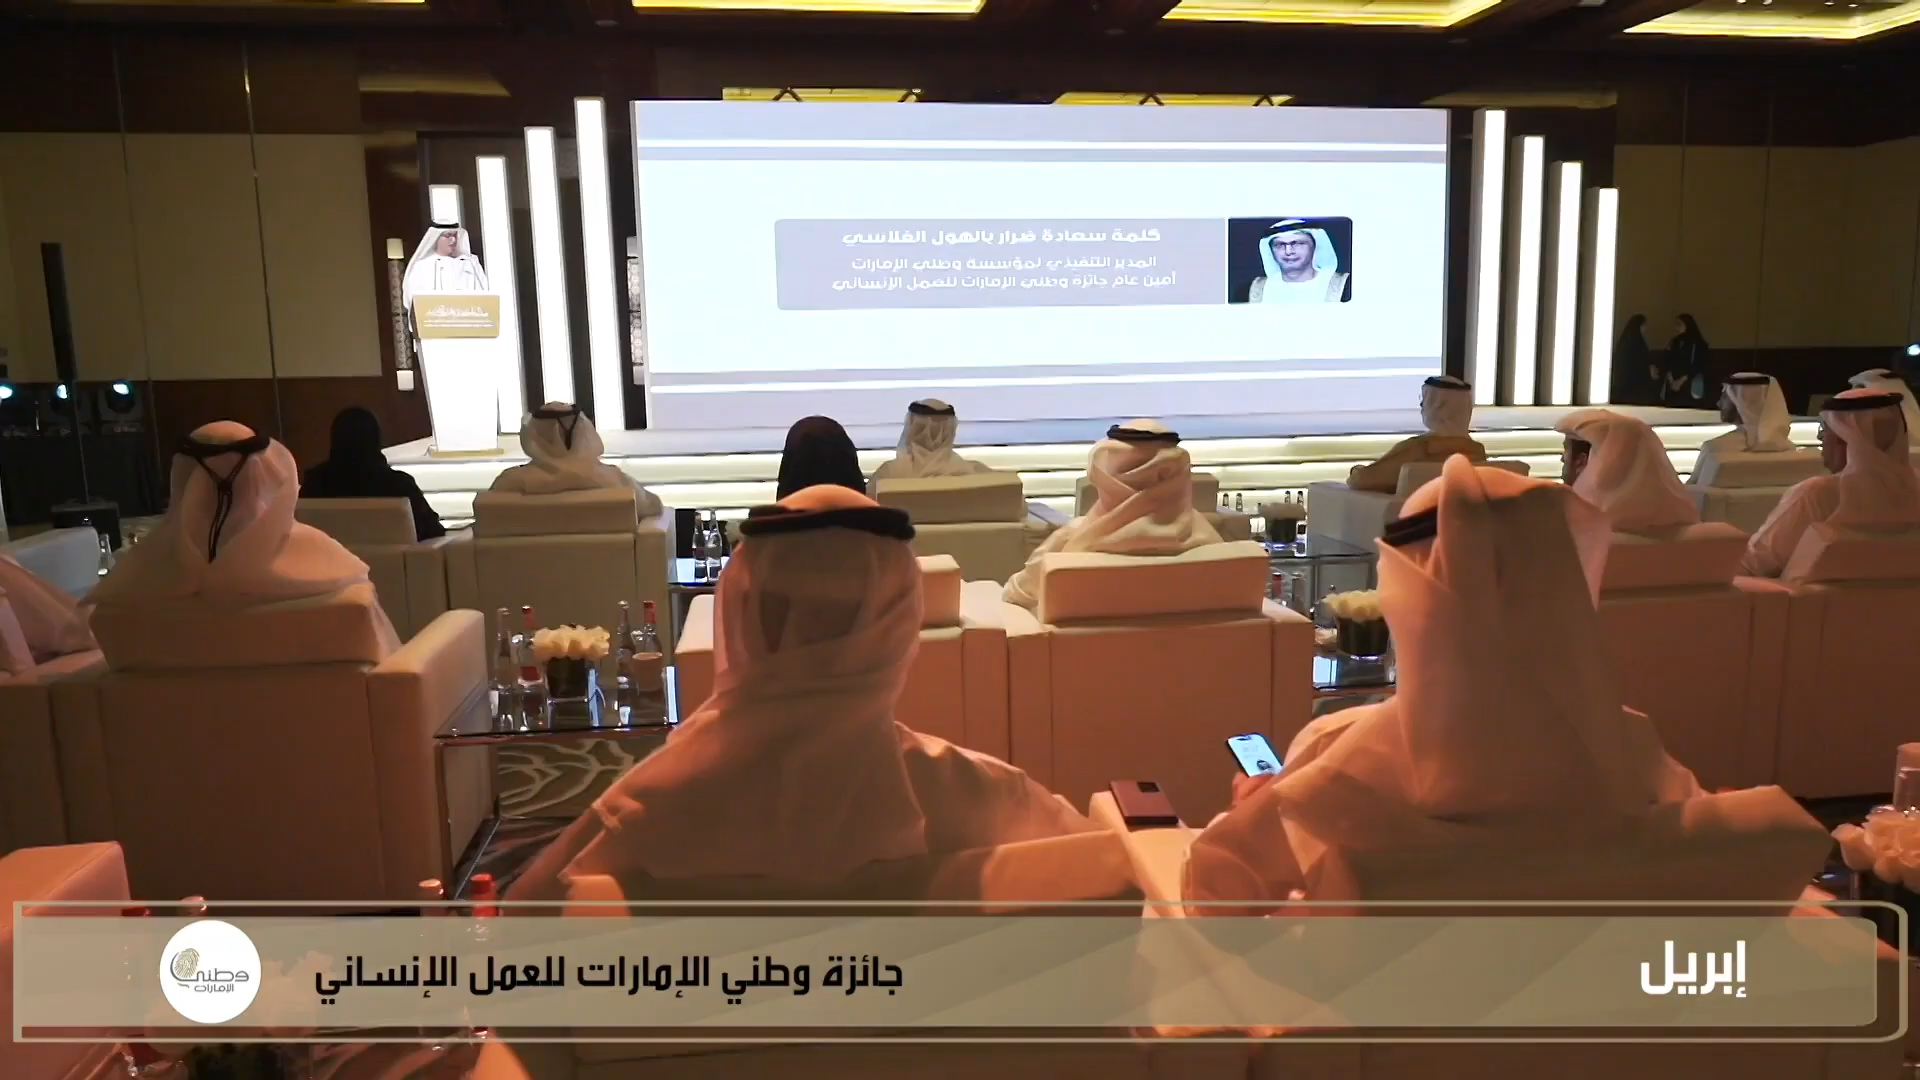 كلمة سعادة ضرار بالهول الفلاسي
المدير التنفيذي لمؤسسة وطني الإمارات
أمين عام جائزة وطني الإمارات للعمل الإنساني
إبريل
جائزة وطني الإمارات للعمل الإنساني
وطني
الإمارات